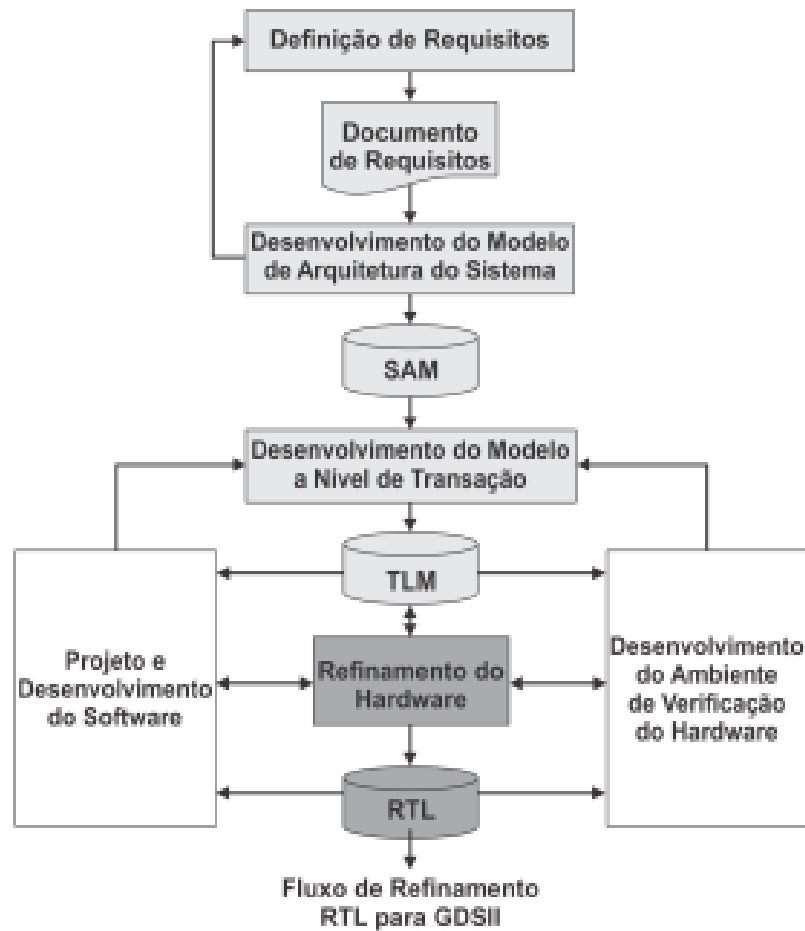 Definição de Requisitos
Documento
de Requisitos
Desenvolvimento do Modelo
de Arquitetura do Sistema
SAM
Desenvolvimento do Modelo
a Nível de Transação
TLM
Projeto e
Desenvolvimento
do Software
Refinamento do
Hardware
Desenvolvimento
do Ambiente
de Verificação
do Hardware
RTL
Fluxo de Refinamento
RTL para GDSII